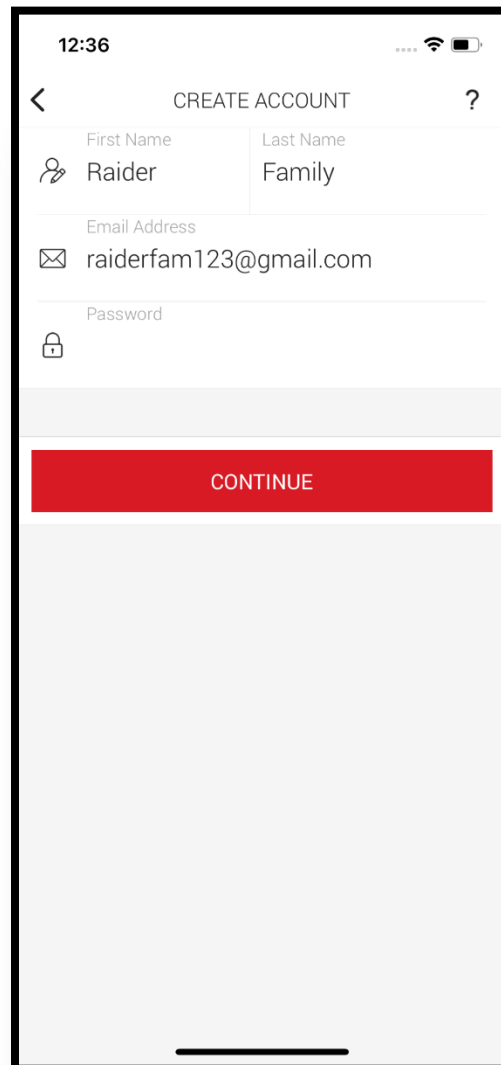 12:36
CREATE ACCOUNT ?
First Name Last Name
Raider Family
Email Address
raiderfam123@gmail.com
Password
CONTINUE